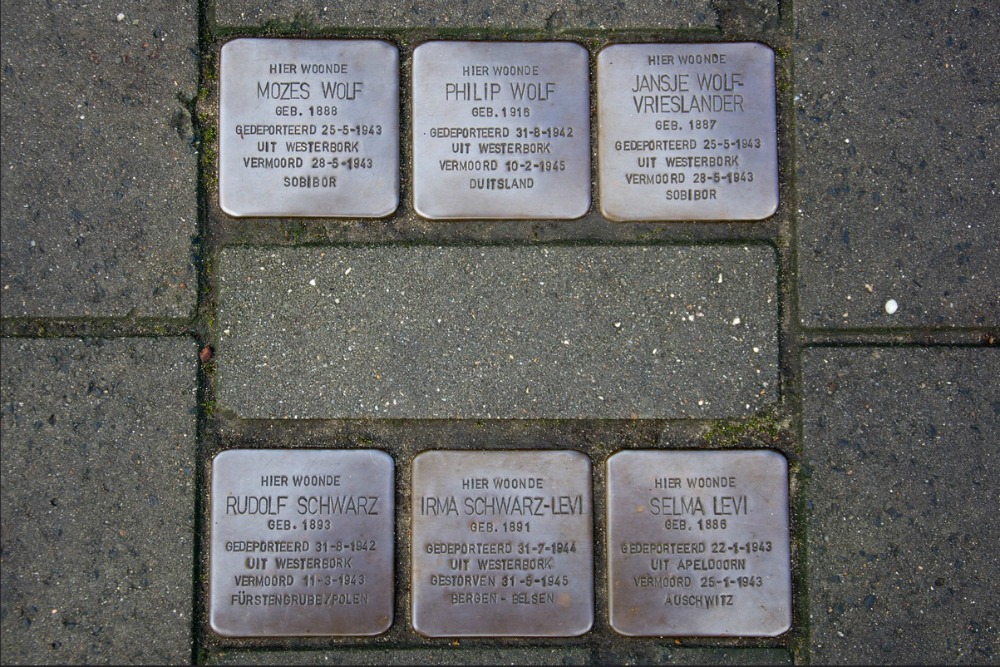 HIER WOONDE
MOZES WOLF
GEB. 1888
GEDEPORTEERD 25-5-1943
UIT WESTERBORK
VERMOORD 28-5-1943
SOBIBOR
HIER WOONDE
PHILIP WOLF
GEB. 1916
GEDEPORTEERD 31-8-1942
UIT WESTERBORK
VERMOORD 10-2-1945
DUITSLAND
HIER WOONDE
JANSJE WOLF-
VRIESLANDER
GEB. 1887
GEDEPORTEERD 25-5-1943
UIT WESTERBORK
VERMOORD 28-5-1943
SOBIBOR
HIER WOONDE
RUDOLF SCHWARZ
GEB. 1893
GEDEPORTEERD 31-8-1942
UIT WESTERBORK
VERMOORD 11-3-1943
FÜRSTENGRUBE/POLEN
HIER WOONDE
IRMA SCHWARZ-LEVI
GEB. 1891
GEDEPORTEERD 31-7-1944
UIT WESTERBORK
GESTORVEN 31-5-1945
BERGEN-BELSEN
HIER WOONDE
SELMA LEVI
GEB. 1886
GEDEPORTEERD 22-1-1943
UIT APELDOORN
VERMOORD 25-1-1943
AUSCHWITZ